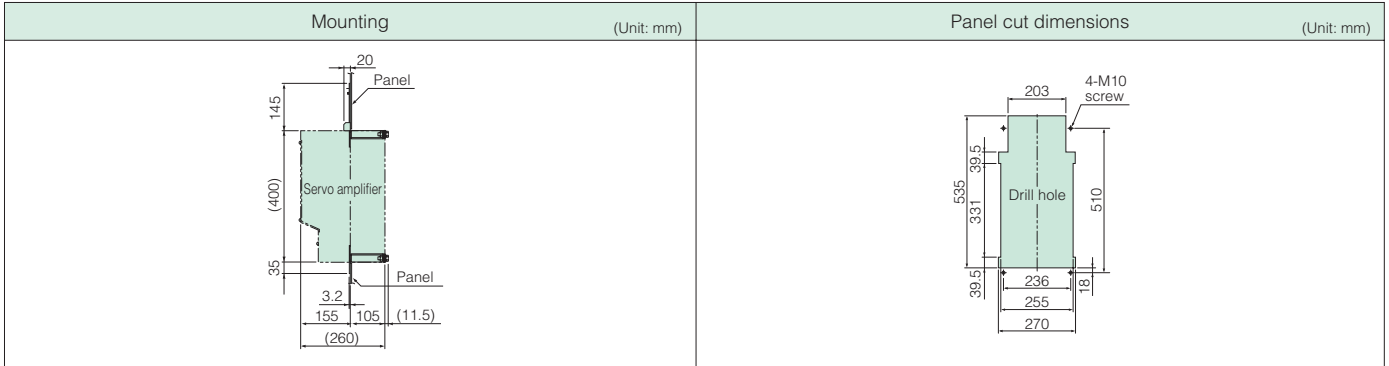 Mounting
(Unit: mm)
Panel cut dimensions
(Unit: mm)
20
Panel
145
(400)
Servo amplifier
35
Panel
3.2
155
105
(11.5)
(260)
4-M10
screw
203
39.5
535
331
Drill hole
510
39.5
236
18
255
270